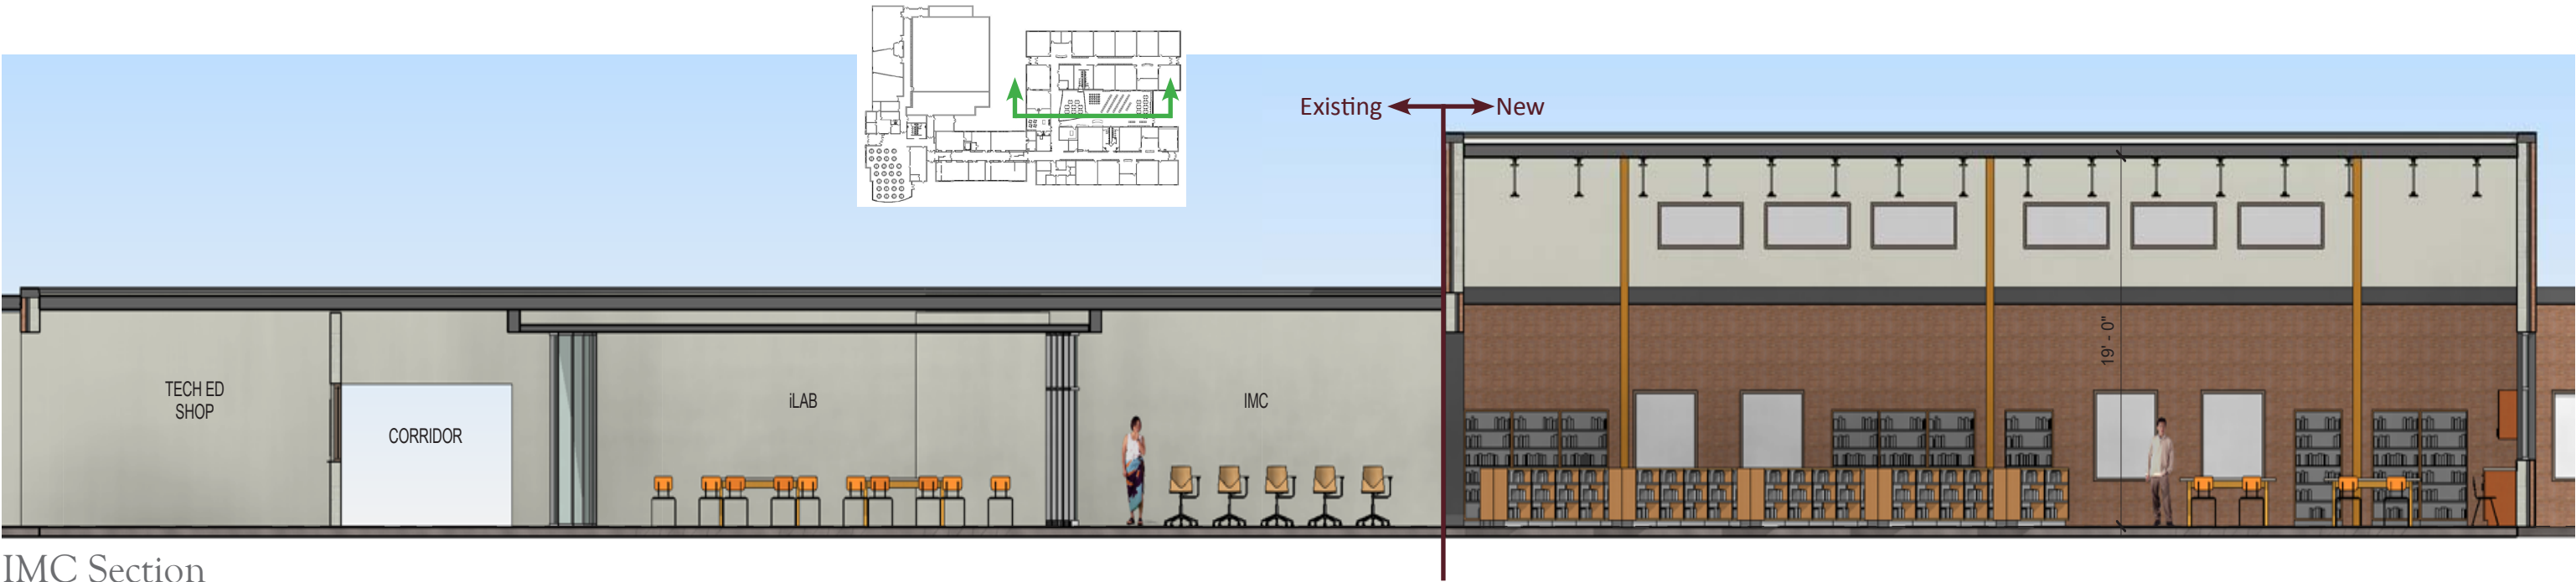 Existing
New
TECH ED
SHOP
CORRIDOR
iLAB
IMC
19' - 0"
IMC Section